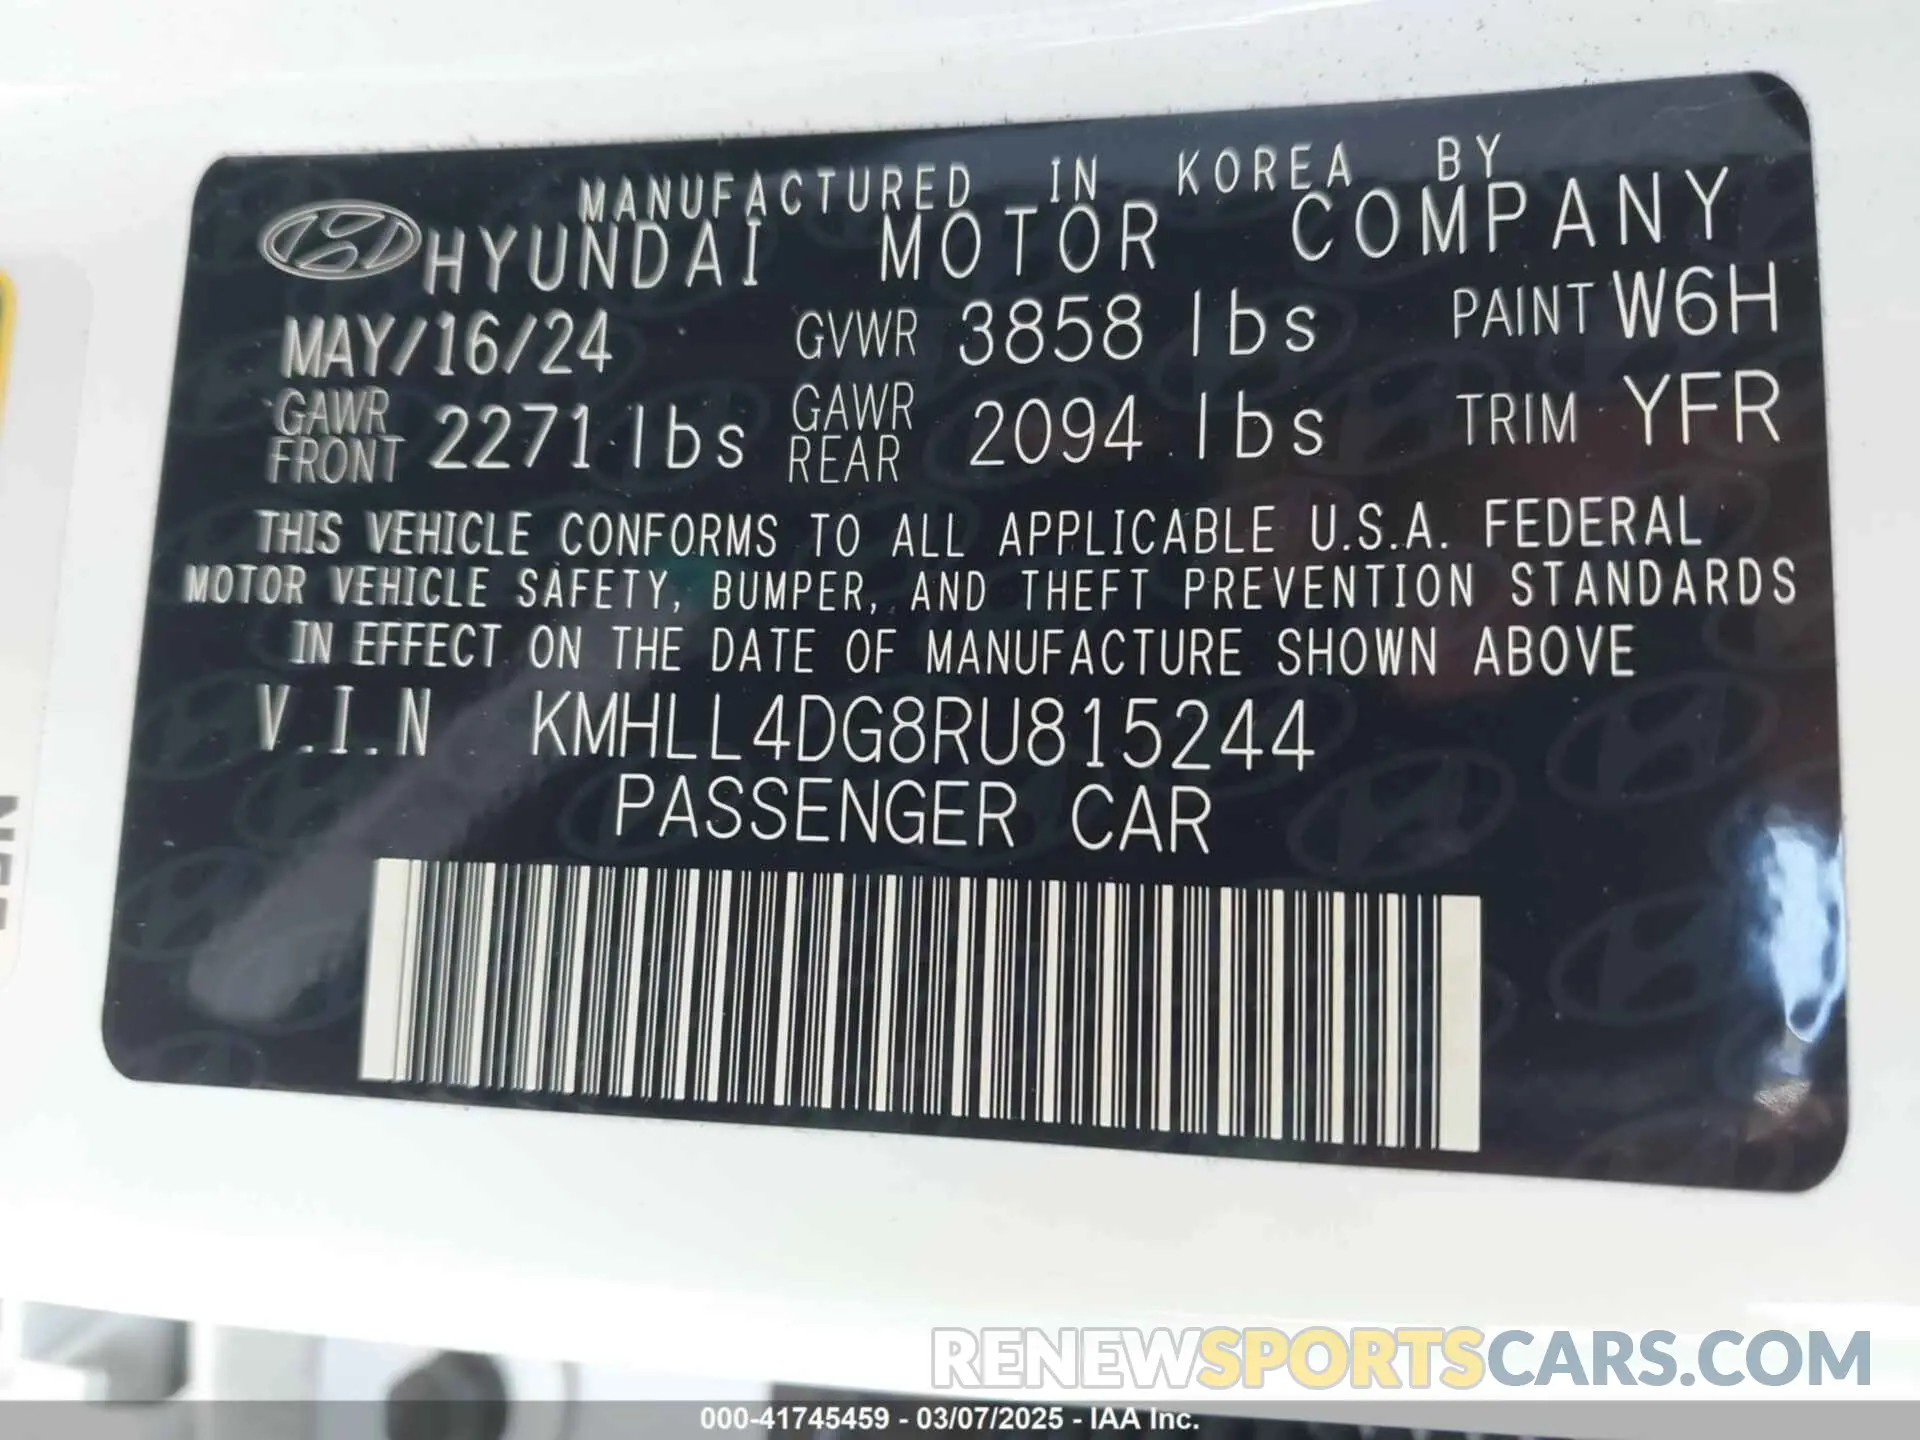 MANUFACTURED IN KOREA BY
HYUNDAI MOTOR COMPANY
MAY/16/24 GVWR 3858 lbs PAINT W6H
GAWR FRONT 2271 lbs GAWR REAR 2094 lbs TRIM YFR
THIS VEHICLE CONFORMS TO ALL APPLICABLE U.S.A. FEDERAL
MOTOR VEHICLE SAFETY, BUMPER, AND THEFT PREVENTION STANDARDS
IN EFFECT ON THE DATE OF MANUFACTURE SHOWN ABOVE
V.I.N KMHLL4DG8RU815244
PASSENGER CAR
RENEWSPORTSCARS.COM
000-41745459 - 03/07/2025 - IAA Inc.